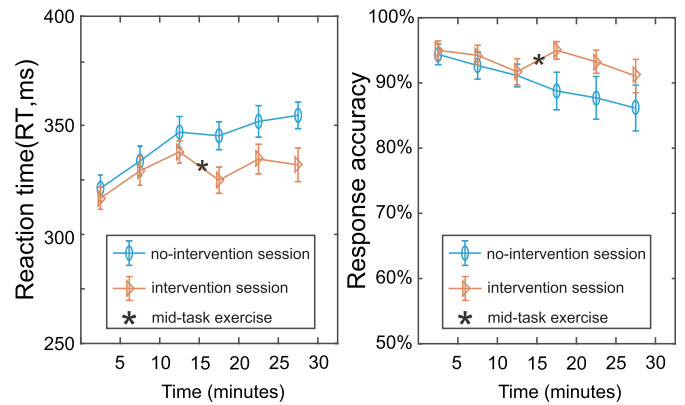 Reaction time(RT,ms)
400
350
300
250
no-intervention session
intervention session
mid-task exercise
5 10 15 20 25 30
Time (minutes)
Response accuracy
100%
90%
80%
70%
60%
50%
no-intervention session
intervention session
mid-task exercise
5 10 15 20 25 30
Time (minutes)